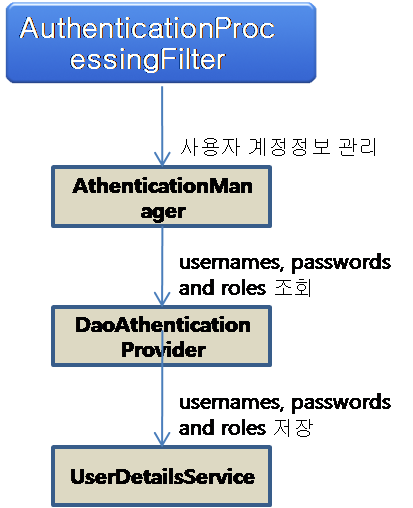 AuthenticationProc
essingFilter
사용자 계정정보 관리
AthenticationMan
ager
usernames, passwords
and roles 조회
DaoAthentication
Provider
usernames, passwords
and roles 저장
UserDetailsService